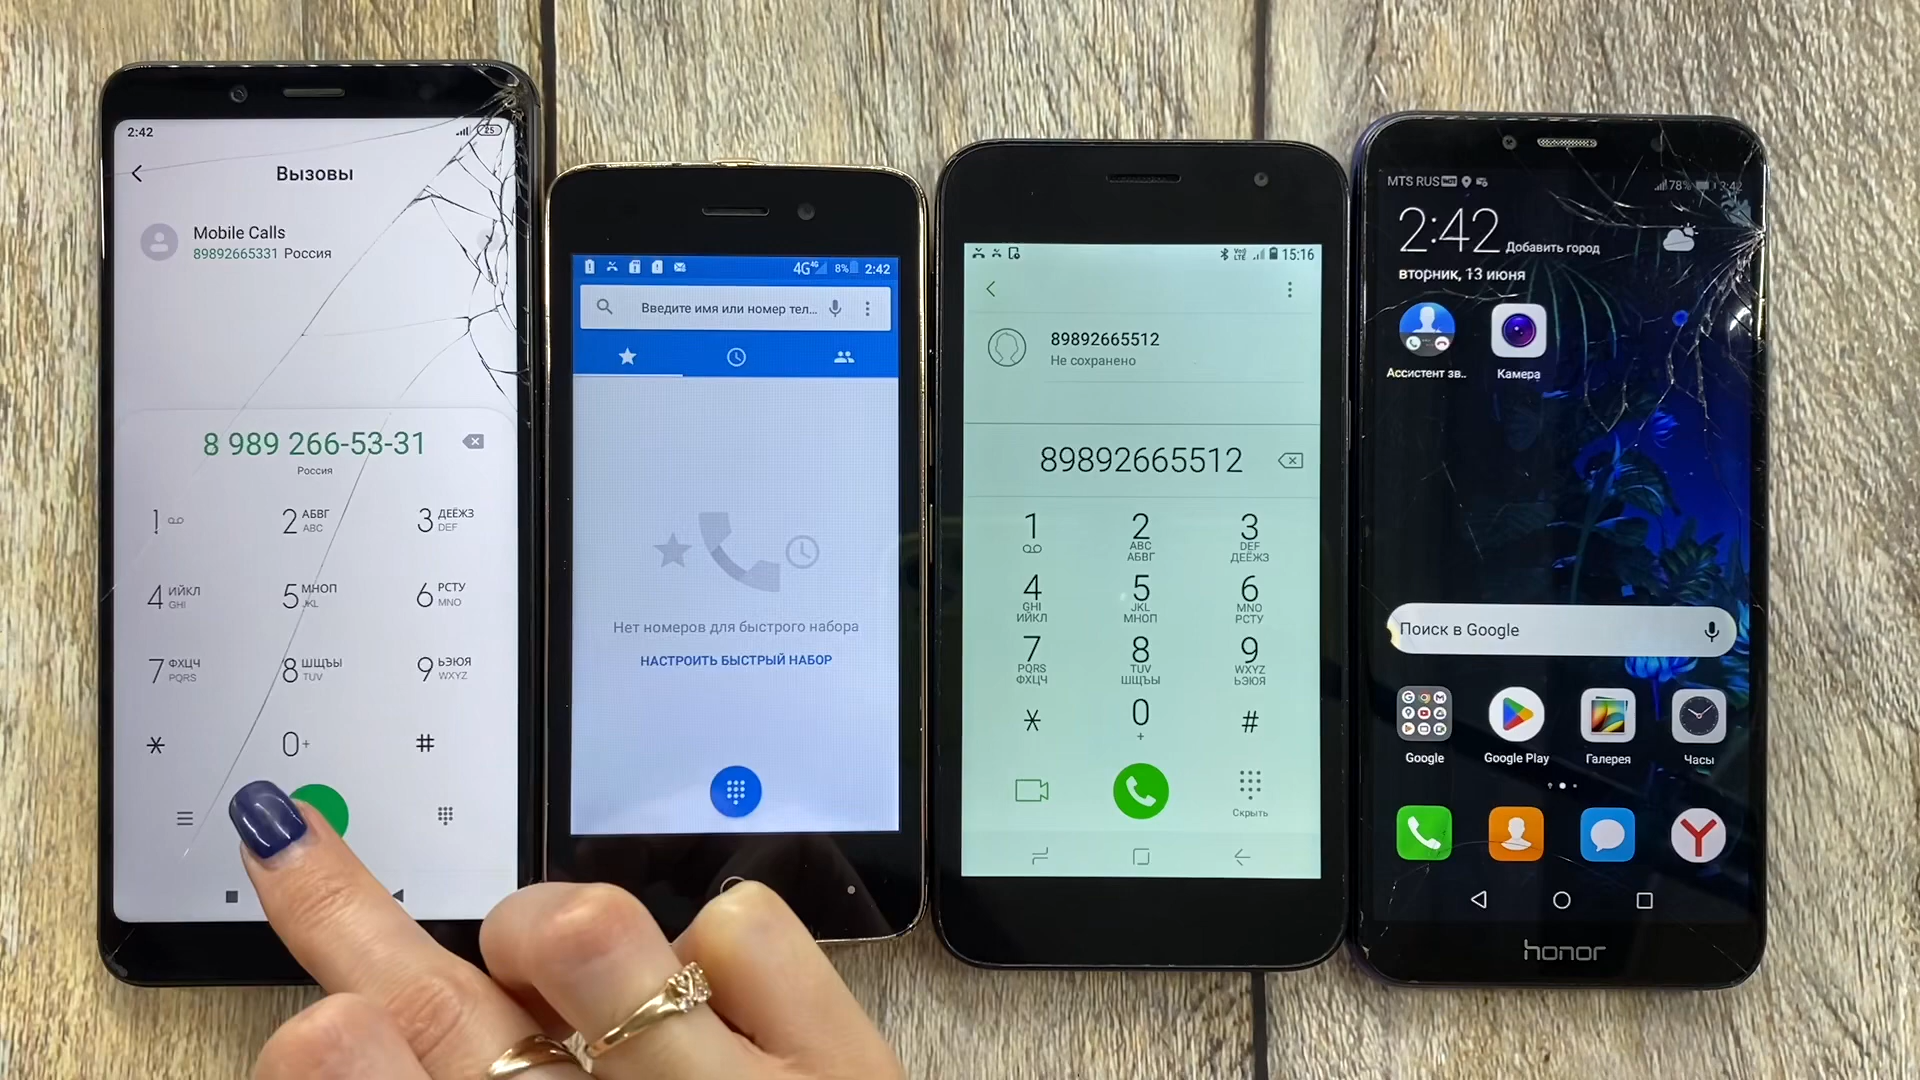 2:42
25
Вызовы
Mobile Calls
89892665331 Россия
8 989 266-53-31
Россия
1
2 АБВГ ABC
3 ДЕЁЖЗ DEF
4 ИЙКЛ GHI
5 МНОП JKL
6 РСТУ MNO
7 ФХЦЧ PQRS
8 ШЩЪЫ TUV
9 ЬЭЮЯ WXYZ
*
0 +
#
4G 4G 8% 2:42
Введите имя или номер тел...
Нет номеров для быстрого набора
НАСТРОИТЬ БЫСТРЫЙ НАБОР
VoLTE 15:16
89892665512
Не сохранено
89892665512
1
2 ABC АБВГ
3 DEF ДЕЁЖЗ
4 GHI ИЙКЛ
5 JKL МНОП
6 MNO РСТУ
7 PQRS ФХЦЧ
8 TUV ШЩЪЫ
9 WXYZ ЬЭЮЯ
*
0 +
#
Скрыть
MTS RUS 78% 2:42
2:42 Добавить город
вторник, 13 июня
Ассистент зв..
Камера
Поиск в Google
Google
Google Play
Галерея
Часы
honor